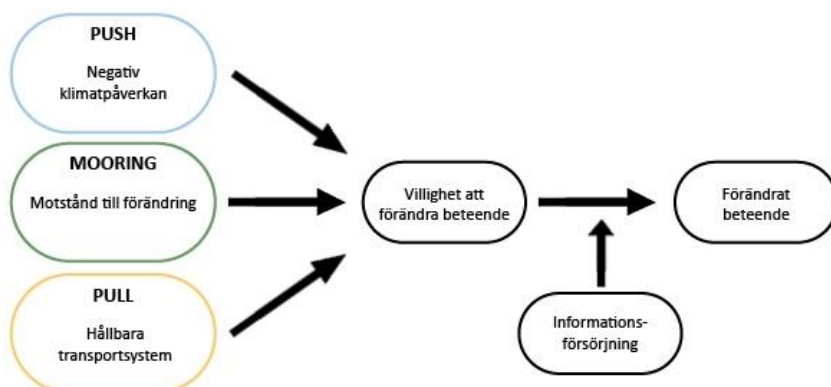 PUSH
Negativ
klimatpåverkan
MOORING
Motstånd till förändring
PULL
Hållbara
transportsystem
Villighet att
förändra beteende
Förändrat
beteende
Informations-
försörjning